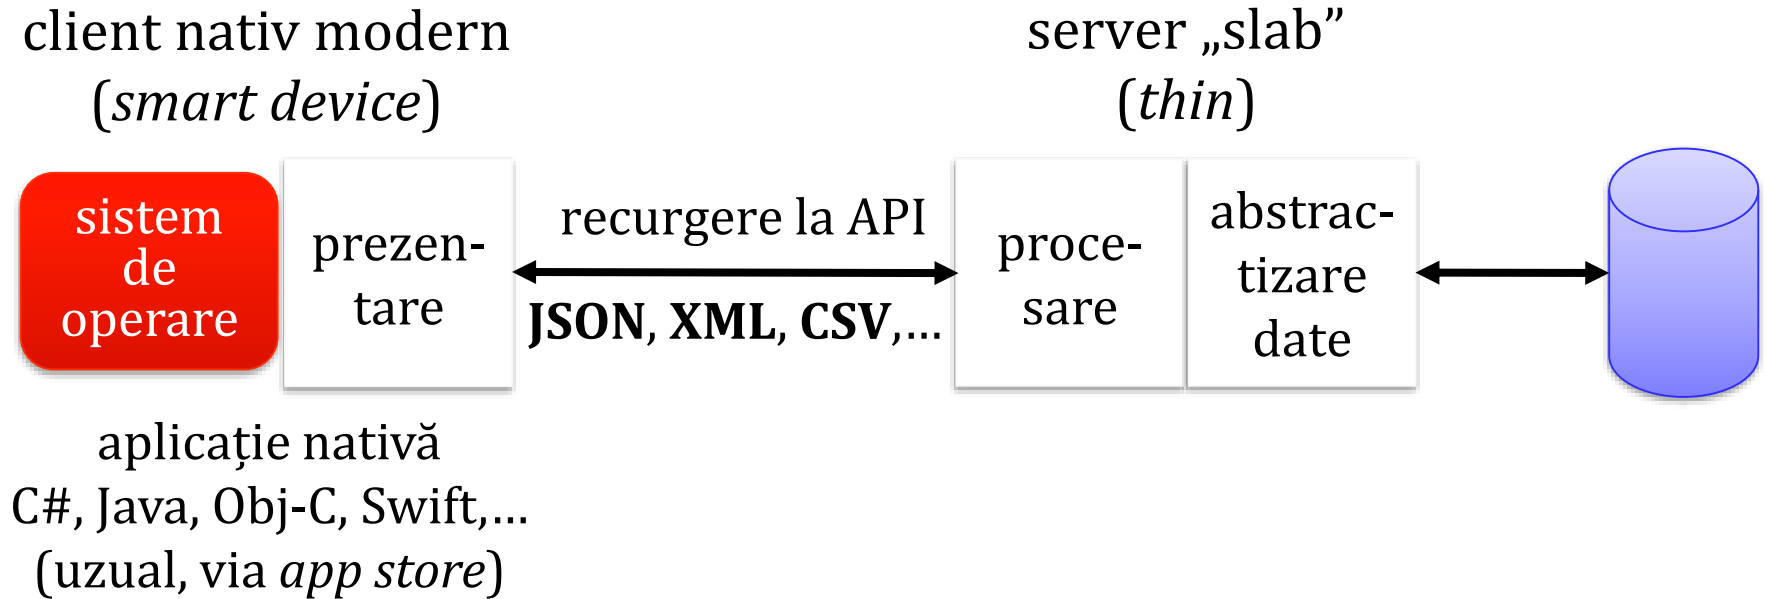 client nativ modern
(smart device)
server „slab”
(thin)
sistem
de
operare
prezen-
tare
recurgere la API
JSON, XML, CSV,…
proce-
sare
abstrac-
tizare
date
aplicație nativă
C#, Java, Obj-C, Swift,…
(uzual, via app store)